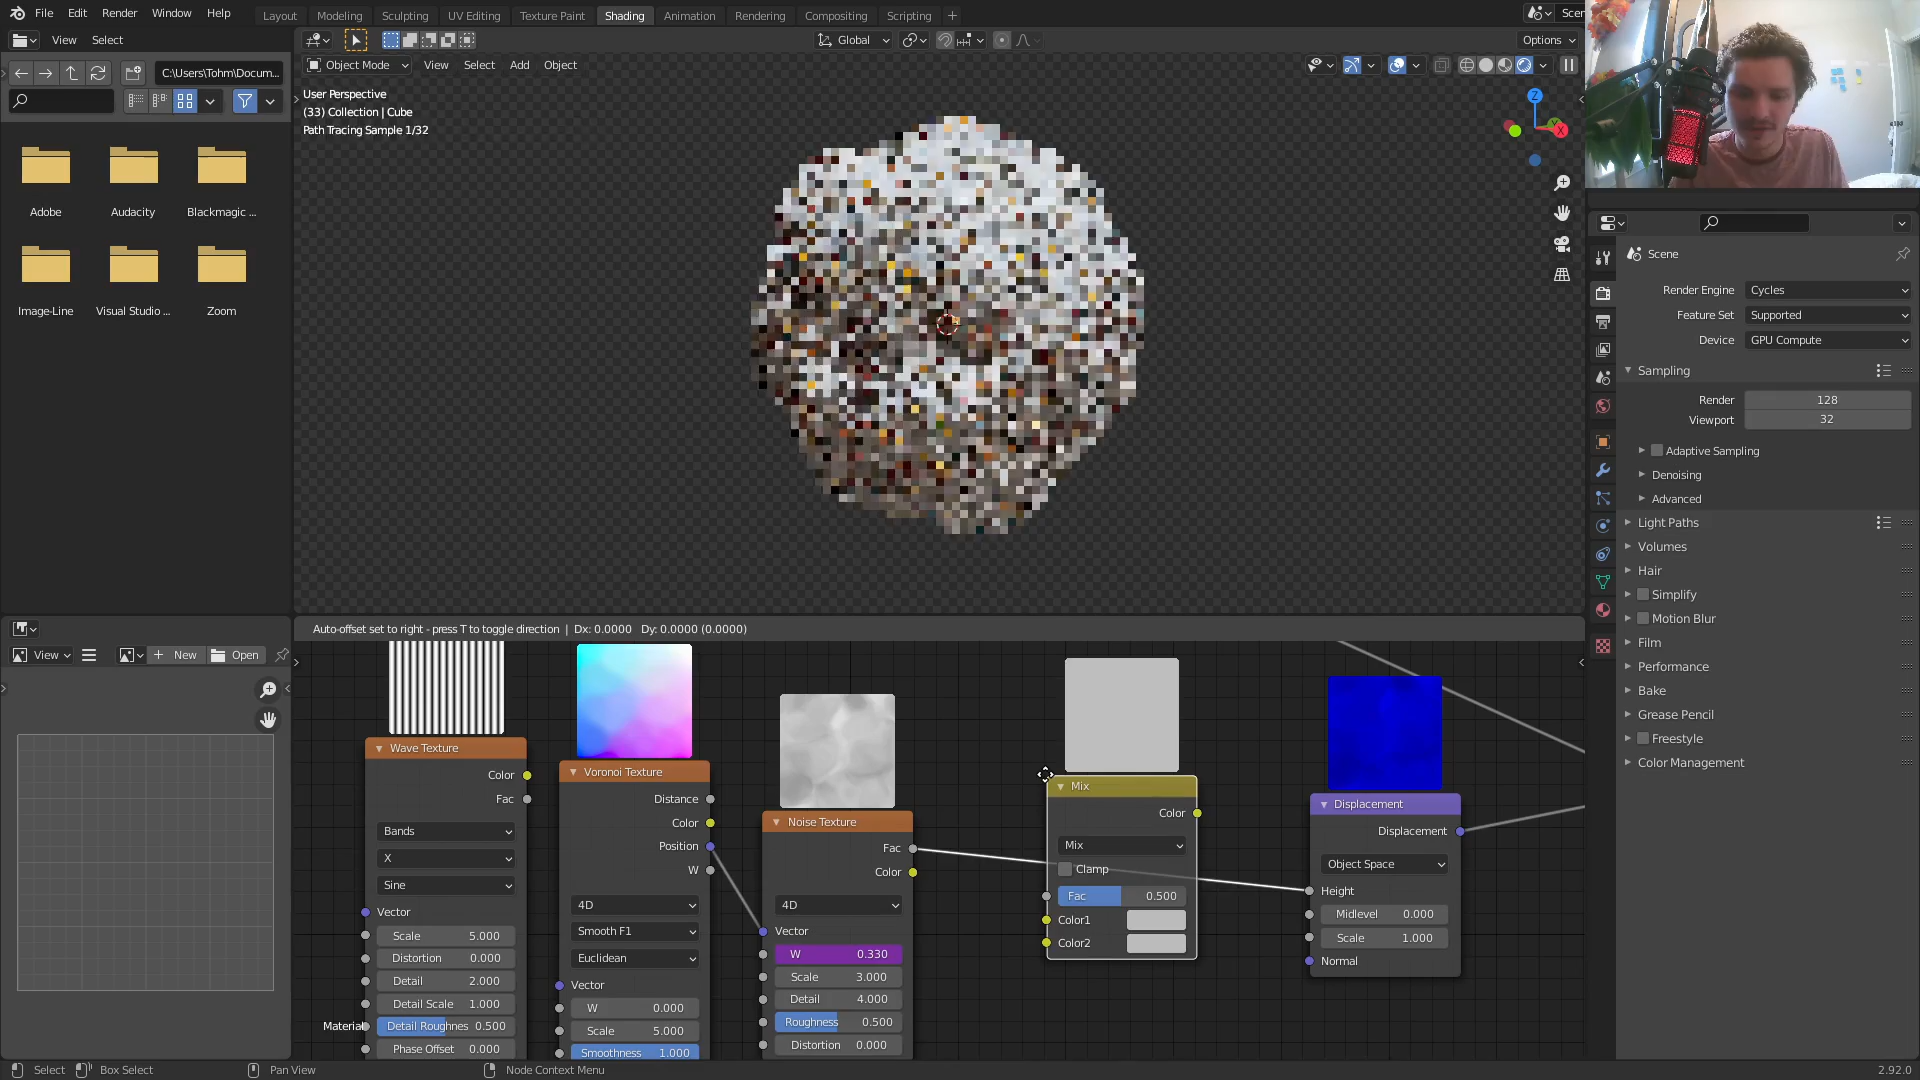 File Edit Render Window Help
Layout Modeling Sculpting UV Editing Texture Paint Shading Animation Rendering Compositing Scripting +
Scen
View Select
Global
Options
C:\Users\Tohm\Docum...
Object Mode View Select Add Object
User Perspective
(33) Collection | Cube
Path Tracing Sample 1/32
Z
Y
X
Adobe
Audacity
Blackmagic ...
Image-Line
Visual Studio ...
Zoom
Scene
Render Engine Cycles
Feature Set Supported
Device GPU Compute
Sampling
Render 128
Viewport 32
Adaptive Sampling
Denoising
Advanced
Light Paths
Volumes
Hair
Simplify
Motion Blur
Film
Performance
Bake
Grease Pencil
Freestyle
Color Management
View New Open
Auto-offset set to right - press T to toggle direction | Dx: 0.0000 Dy: 0.0000 (0.0000)
Wave Texture
Color
Fac
Bands
X
Sine
Vector
Scale 5.000
Distortion 0.000
Detail 2.000
Detail Scale 1.000
Detail Roughnes 0.500
Phase Offset 0.000
Material
Voronoi Texture
Distance
Color
Position
W
4D
Smooth F1
Euclidean
Vector
W 0.000
Scale 5.000
Smoothness 1.000
Noise Texture
Fac
Color
4D
Vector
W 0.330
Scale 3.000
Detail 4.000
Roughness 0.500
Distortion 0.000
Mix
Color
Mix
Clamp
Fac 0.500
Color1
Color2
Displacement
Displacement
Object Space
Height
Midlevel 0.000
Scale 1.000
Normal
Select Box Select Pan View Node Context Menu 2.92.0